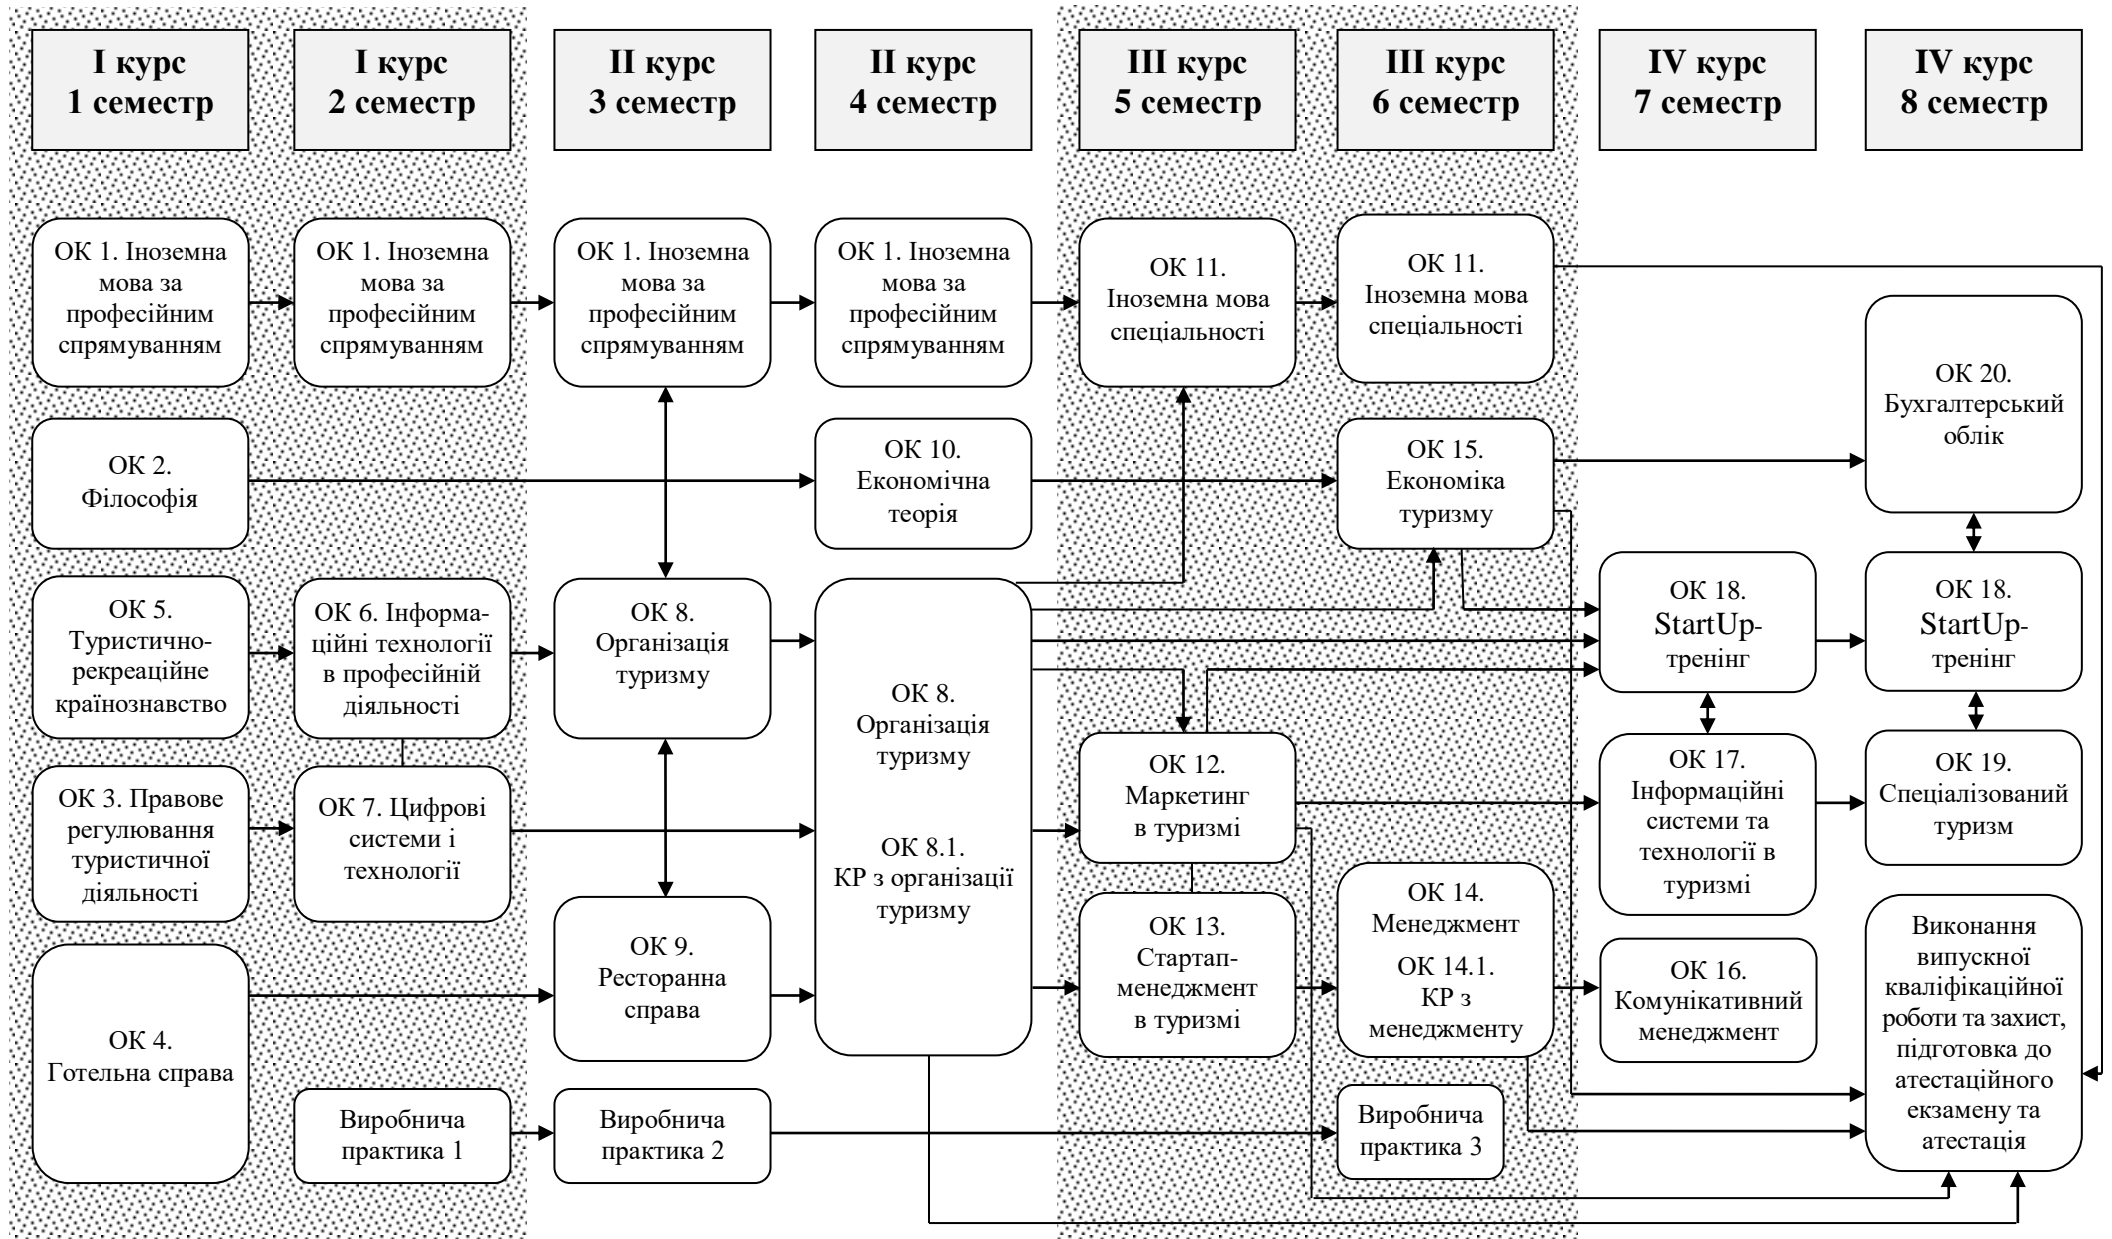 І курс
1 семестр
І курс
2 семестр
ІІ курс
3 семестр
ІІ курс
4 семестр
ІІІ курс
5 семестр
ІІІ курс
6 семестр
IV курс
7 семестр
IV курс
8 семестр
ОК 1. Іноземна
мова за
професійним
спрямуванням
ОК 1. Іноземна
мова за
професійним
спрямуванням
ОК 1. Іноземна
мова за
професійним
спрямуванням
ОК 1. Іноземна
мова за
професійним
спрямуванням
ОК 11.
Іноземна мова
спеціальності
ОК 11.
Іноземна мова
спеціальності
ОК 20.
Бухгалтерський
облік
ОК 2.
Філософія
ОК 10.
Економічна
теорія
ОК 15.
Економіка
туризму
ОК 5.
Туристично-
рекреаційне
країнознавство
ОК 6. Інформа-
ційні технології
в професійній
діяльності
ОК 8.
Організація
туризму
ОК 8.
Організація
туризму
ОК 8.1.
КР з організації
туризму
ОК 18.
StartUp-
тренінг
ОК 18.
StartUp-
тренінг
ОК 3. Правове
регулювання
туристичної
діяльності
ОК 7. Цифрові
системи і
технології
ОК 12.
Маркетинг
в туризмі
ОК 17.
Інформаційні
системи та
технології в
туризмі
ОК 19.
Спеціалізований
туризм
ОК 4.
Готельна справа
ОК 9.
Ресторанна
справа
ОК 13.
Стартап-
менеджмент
в туризмі
ОК 14.
Менеджмент
ОК 14.1.
КР з
менеджменту
ОК 16.
Комунікативний
менеджмент
Виконання
випускної
кваліфікаційної
роботи та захист,
підготовка до
атестаційного
екзамену та
атестація
Виробнича
практика 1
Виробнича
практика 2
Виробнича
практика 3